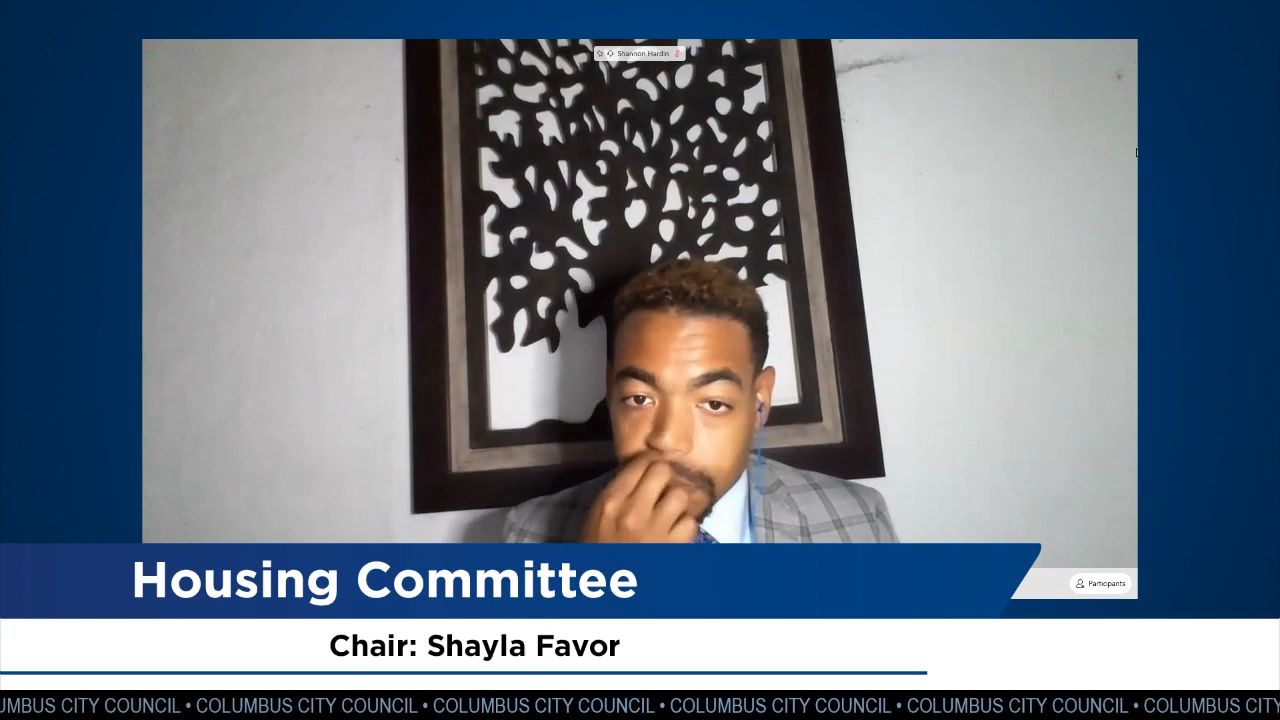 Shannon Hardin
Participants
Housing Committee
Chair: Shayla Favor
UMBUS CITY COUNCIL • COLUMBUS CITY COUNCIL • COLUMBUS CITY COUNCIL • COLUMBUS CITY COUNCIL • COLUMBUS CITY COUNCIL • COLUMBUS CITY